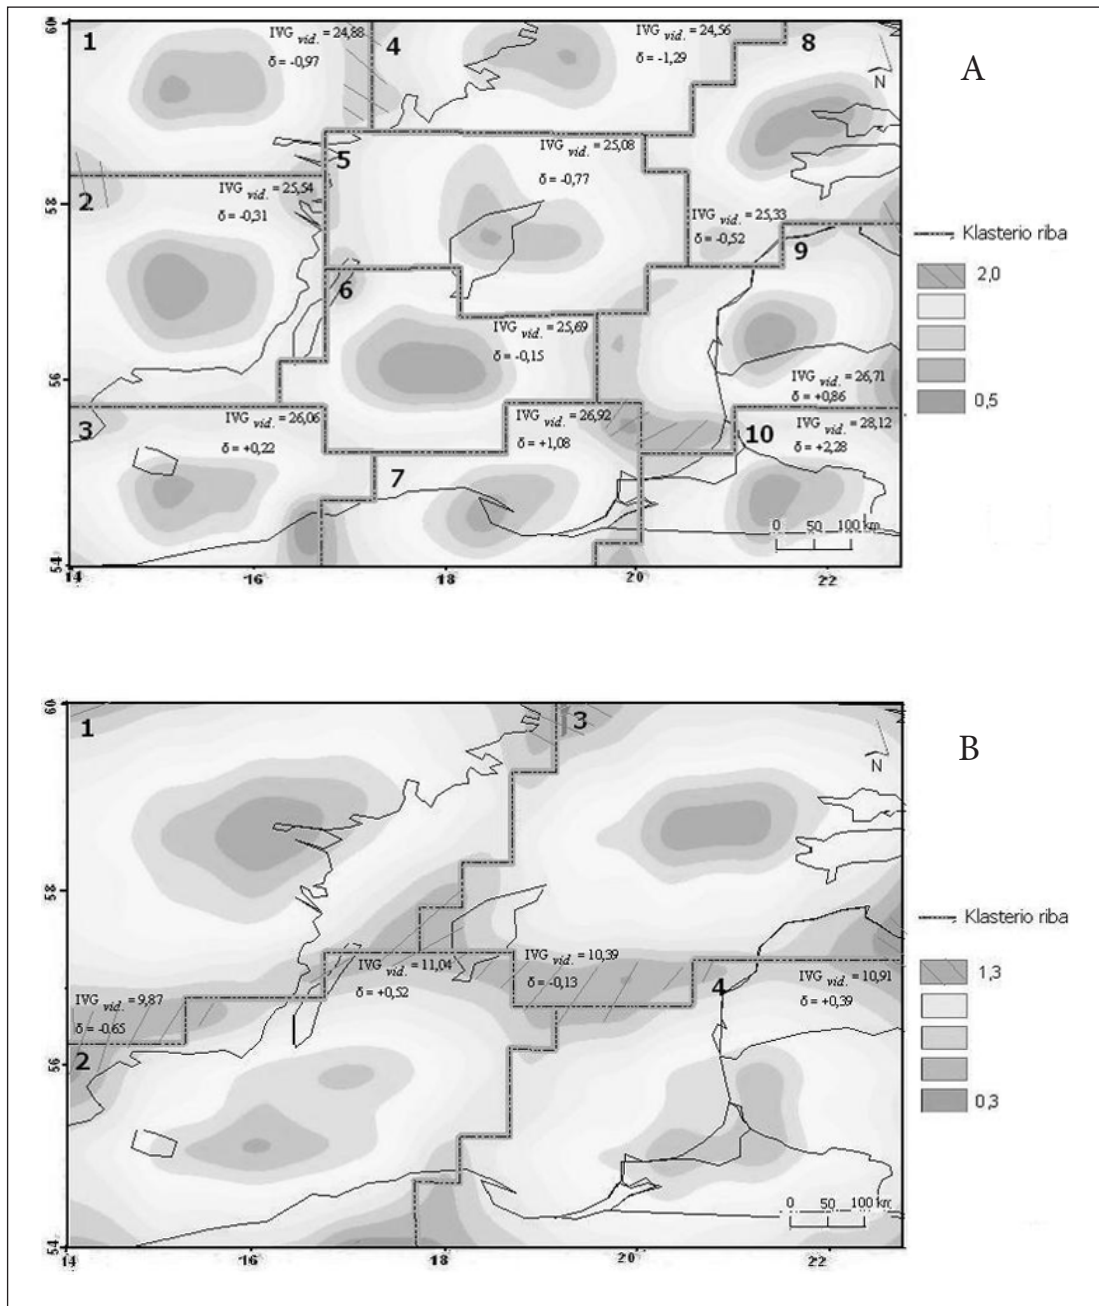 A
60
58
56
54
14
16
18
20
22
1
IVG vid. = 24,88
δ = -0,97
4
IVG vid. = 24,56
δ = -1,29
8
N
5
IVG vid. = 25,08
δ = -0,77
2
IVG vid. = 25,54
δ = -0,31
IVG vid. = 25,33
δ = -0,52
9
6
IVG vid. = 25,69
δ = -0,15
IVG vid. = 26,71
δ = +0,86
3
IVG vid. = 26,06
δ = +0,22
IVG vid. = 26,92
δ = +1,08
10
IVG vid. = 28,12
δ = +2,28
7
0 50 100 km
Klasterio riba
2,0
0,5
B
60
58
56
54
14
16
18
20
22
1
3
N
IVG vid. = 11,04
δ = +0,52
IVG vid. = 10,39
δ = -0,13
4
IVG vid. = 10,91
δ = +0,39
IVG vid. = 9,87
δ = -0,65
2
0 50 100 km
Klasterio riba
1,3
0,3